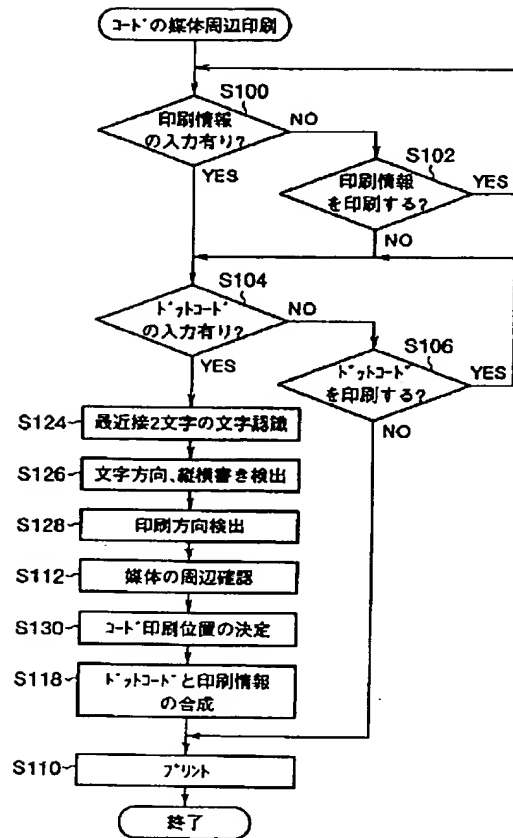 コードの媒体周辺印刷
S100
印刷情報
の入力有り?
NO
YES
S102
印刷情報
を印刷する?
YES
NO
S104
ドットコード
の入力有り?
NO
YES
S106
ドットコード
を印刷する?
YES
NO
S124 最近接2文字の文字認識
S126 文字方向、縦横書き検出
S128 印刷方向検出
S112 媒体の周辺確認
S130 コード印刷位置の決定
S118 ドットコードと印刷情報
の合成
S110 プリント
終了